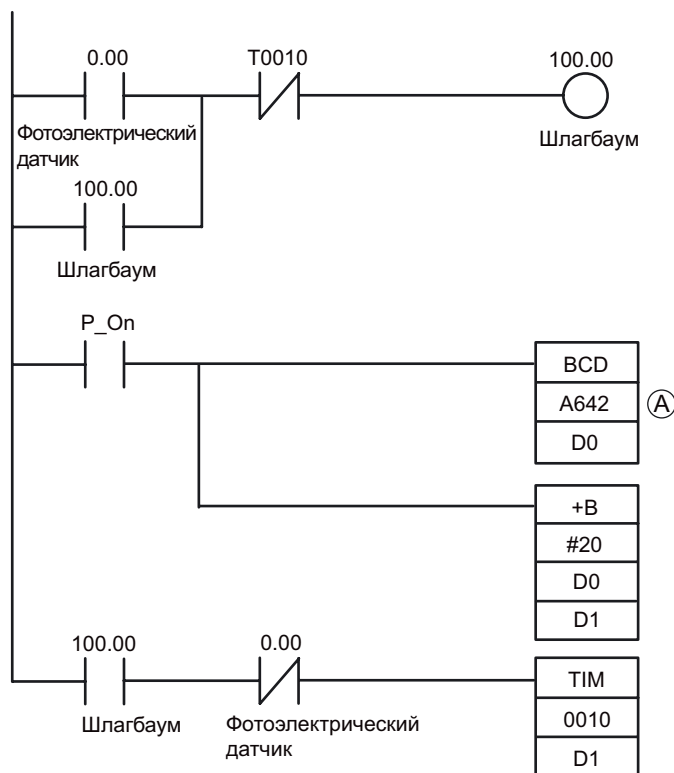 0.00
T0010
100.00
Фотоэлектрический
датчик
Шлагбаум
100.00
Шлагбаум
P_On
BCD
A642
A
D0
+B
#20
D0
D1
100.00
0.00
TIM
Шлагбаум
Фотоэлектрический
датчик
0010
D1